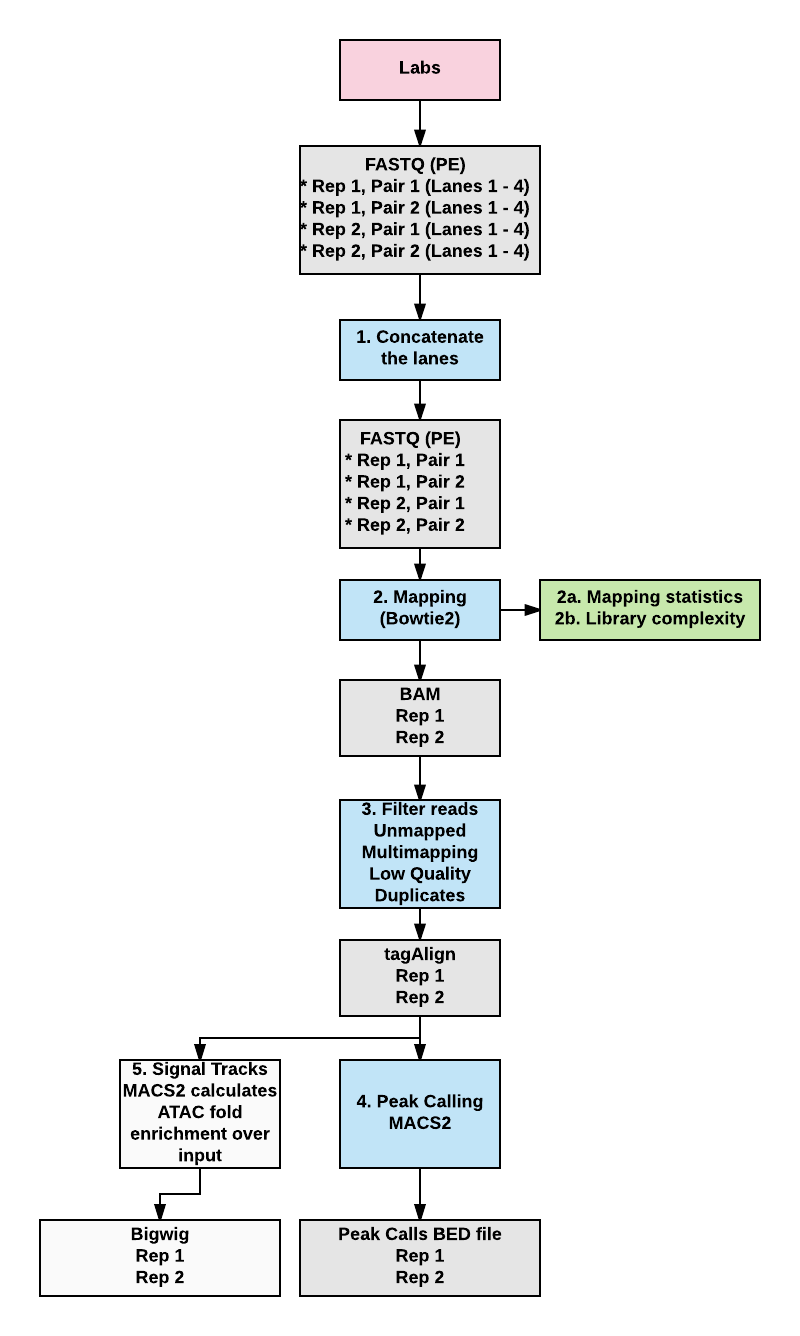 Labs
FASTQ (PE)
* Rep 1, Pair 1 (Lanes 1 - 4)
* Rep 1, Pair 2 (Lanes 1 - 4)
* Rep 2, Pair 1 (Lanes 1 - 4)
* Rep 2, Pair 2 (Lanes 1 - 4)
1. Concatenate
the lanes
FASTQ (PE)
* Rep 1, Pair 1
* Rep 1, Pair 2
* Rep 2, Pair 1
* Rep 2, Pair 2
2. Mapping
(Bowtie2)
2a. Mapping statistics
2b. Library complexity
BAM
Rep 1
Rep 2
3. Filter reads
Unmapped
Multimapping
Low Quality
Duplicates
tagAlign
Rep 1
Rep 2
5. Signal Tracks
MACS2 calculates
ATAC fold
enrichment over
input
4. Peak Calling
MACS2
Bigwig
Rep 1
Rep 2
Peak Calls BED file
Rep 1
Rep 2